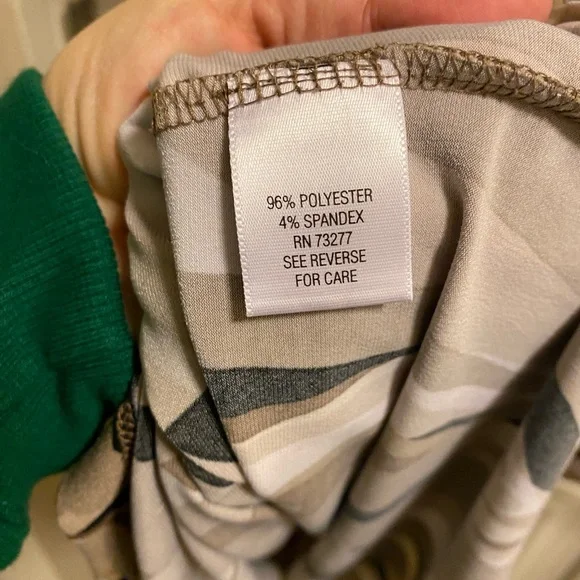 96% POLYESTER
4% SPANDEX
RN 73277
SEE REVERSE
FOR CARE